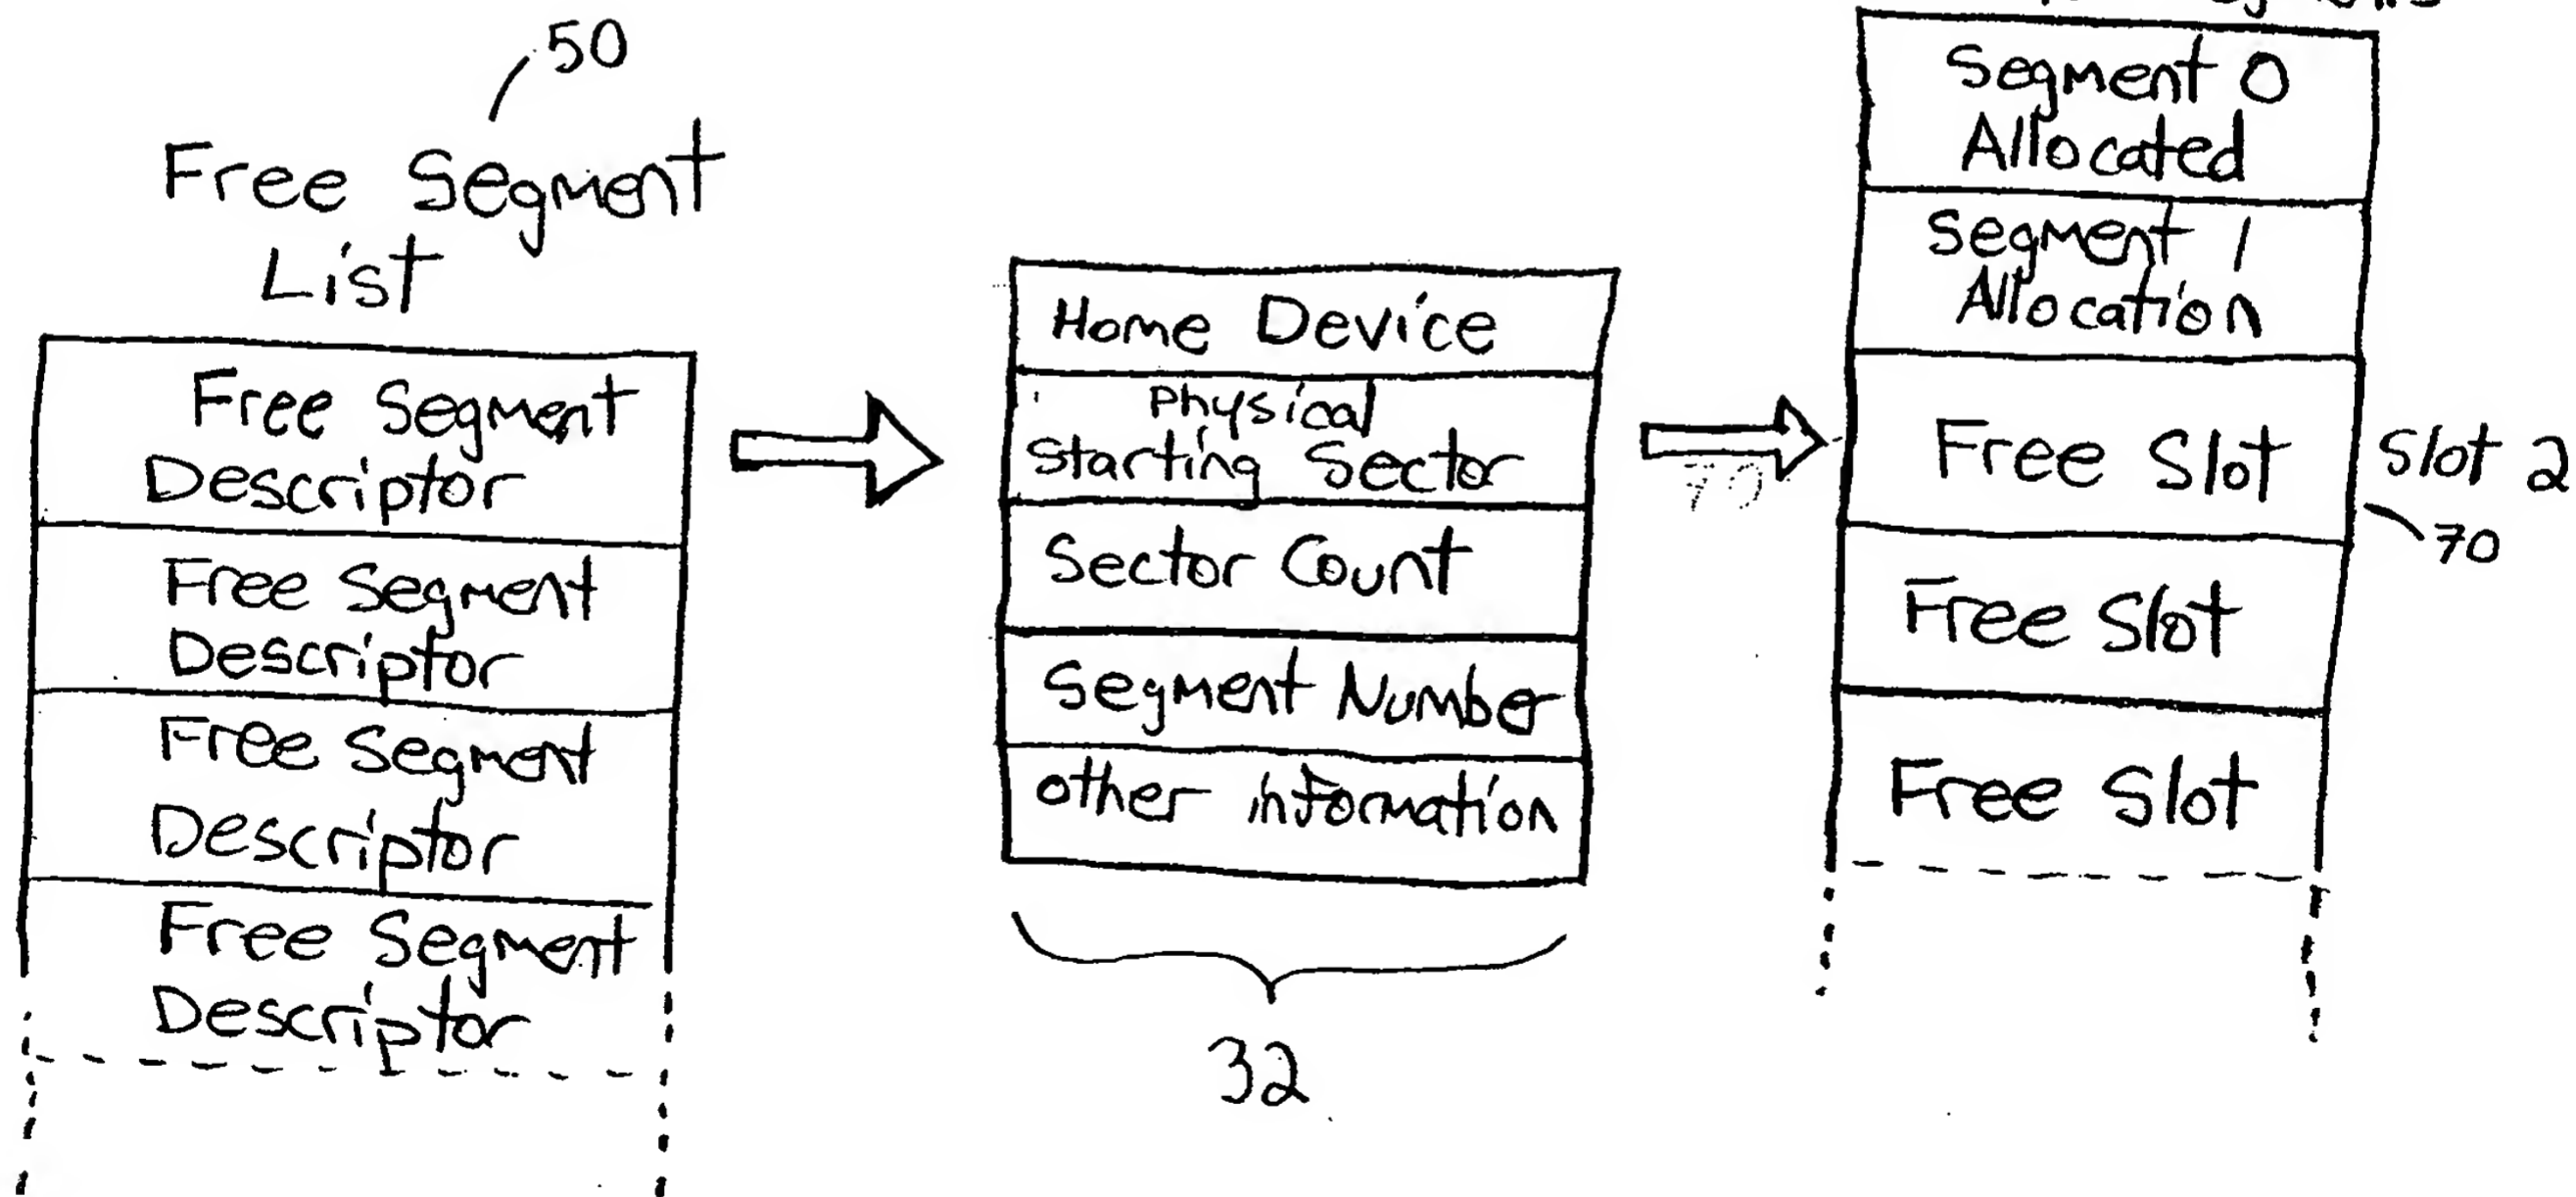 50
Free Segment
List
Free Segment
Descriptor
Free Segment
Descriptor
Free Segment
Descriptor
Free Segment
Descriptor
Home Device
Physical
Starting Sector
Sector Count
Segment Number
other information
32
Segment 0
Allocated
Segment 1
Allocation
Free Slot
Slot 2
70
Free Slot
Free Slot